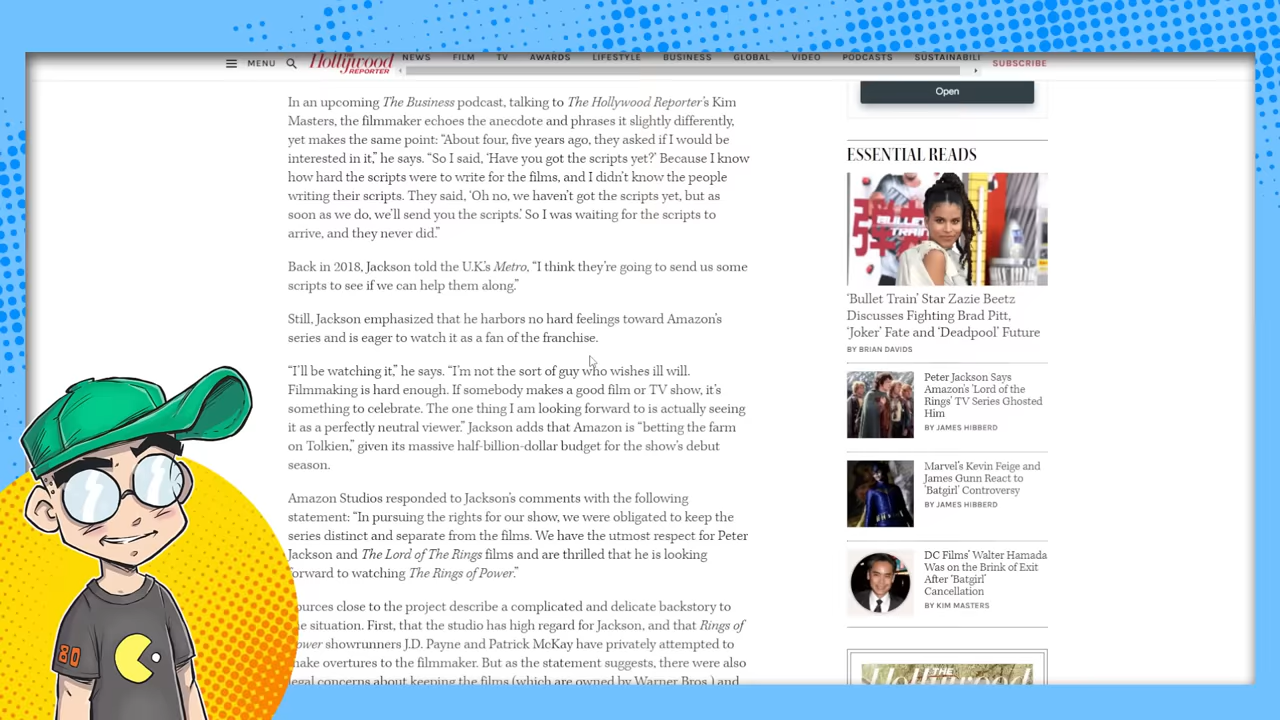 MENU
Hollywood
REPORTER
NEWS FILM TV AWARDS LIFESTYLE BUSINESS GLOBAL VIDEO PODCASTS SUSTAINABILI
SUBSCRIBE
In an upcoming The Business podcast, talking to The Hollywood Reporter's Kim
Masters, the filmmaker echoes the anecdote and phrases it slightly differently,
yet makes the same point: “About four, five years ago, they asked if I would be
interested in it,” he says. “So I said, ‘Have you got the scripts yet?’ Because I know
how hard the scripts were to write for the films, and I didn't know the people
writing their scripts. They said, ‘Oh no, we haven't got the scripts yet, but as
soon as we do, we'll send you the scripts.’ So I was waiting for the scripts to
arrive, and they never did.”
Back in 2018, Jackson told the U.K.'s Metro, “I think they're going to send us some
scripts to see if we can help them along.”
Still, Jackson emphasized that he harbors no hard feelings toward Amazon's
series and is eager to watch it as a fan of the franchise.
“I'll be watching it,” he says. “I'm not the sort of guy who wishes ill will.
Filmmaking is hard enough. If somebody makes a good film or TV show, it's
something to celebrate. The one thing I am looking forward to is actually seeing
it as a perfectly neutral viewer.” Jackson adds that Amazon is “betting the farm
on Tolkien,” given its massive half-billion-dollar budget for the show's debut
season.
Amazon Studios responded to Jackson's comments with the following
statement: “In pursuing the rights for our show, we were obligated to keep the
series distinct and separate from the films. We have the utmost respect for Peter
Jackson and The Lord of The Rings films and are thrilled that he is looking
forward to watching The Rings of Power.”
ources close to the project describe a complicated and delicate backstory to
e situation. First, that the studio has high regard for Jackson, and that Rings of
ower showrunners J.D. Payne and Patrick McKay have privately attempted to
ake overtures to the filmmaker. But as the statement suggests, there were also
egal concerns about keeping the films (which are owned by Warner Bros.) and
Open
ESSENTIAL READS
‘Bullet Train’ Star Zazie Beetz
Discusses Fighting Brad Pitt,
‘Joker’ Fate and ‘Deadpool’ Future
BY BRIAN DAVIDS
Peter Jackson Says
Amazon's ‘Lord of the
Rings’ TV Series Ghosted
Him
BY JAMES HIBBERD
Marvel's Kevin Feige and
James Gunn React to
‘Batgirl’ Controversy
BY JAMES HIBBERD
DC Films’ Walter Hamada
Was on the Brink of Exit
After ‘Batgirl’
Cancellation
BY KIM MASTERS
THE
Hollywood
80